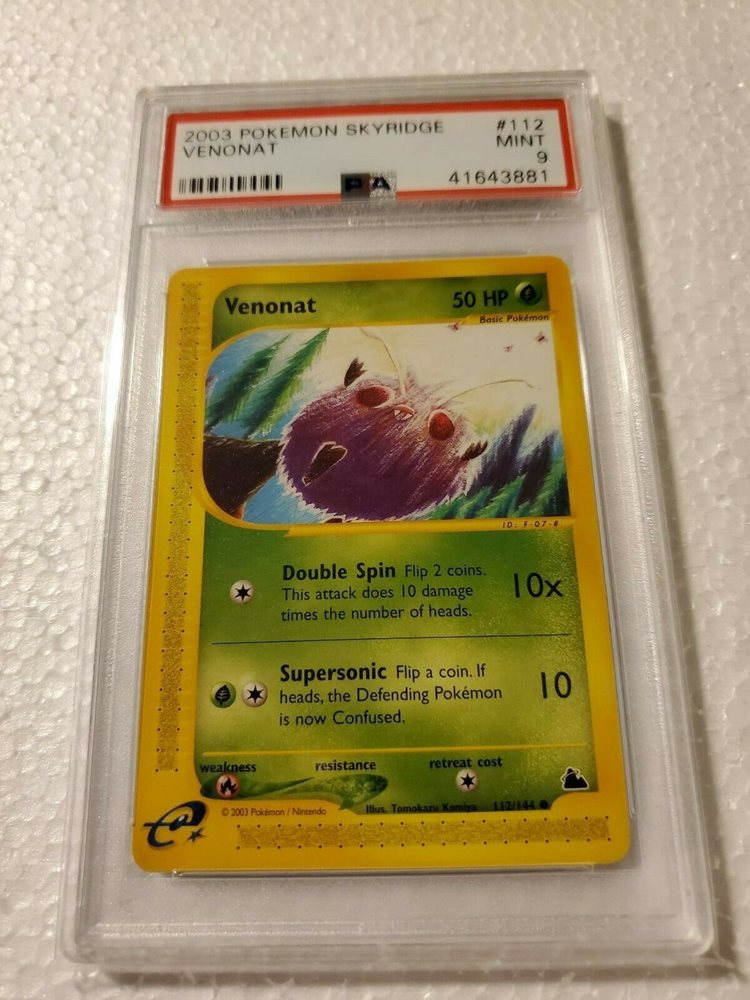 2003 POKEMON SKYRIDGE #112
VENONAT MINT
9
41643881
PSA
Venonat 50 HP
Basic Pokémon
ID: F-07-#
Double Spin Flip 2 coins.
This attack does 10 damage
times the number of heads.
10x
Supersonic Flip a coin. If
heads, the Defending Pokémon
is now Confused.
10
weakness resistance retreat cost
© 2003 Pokémon / Nintendo Illus. Tomokazu Komiya 112/144
e